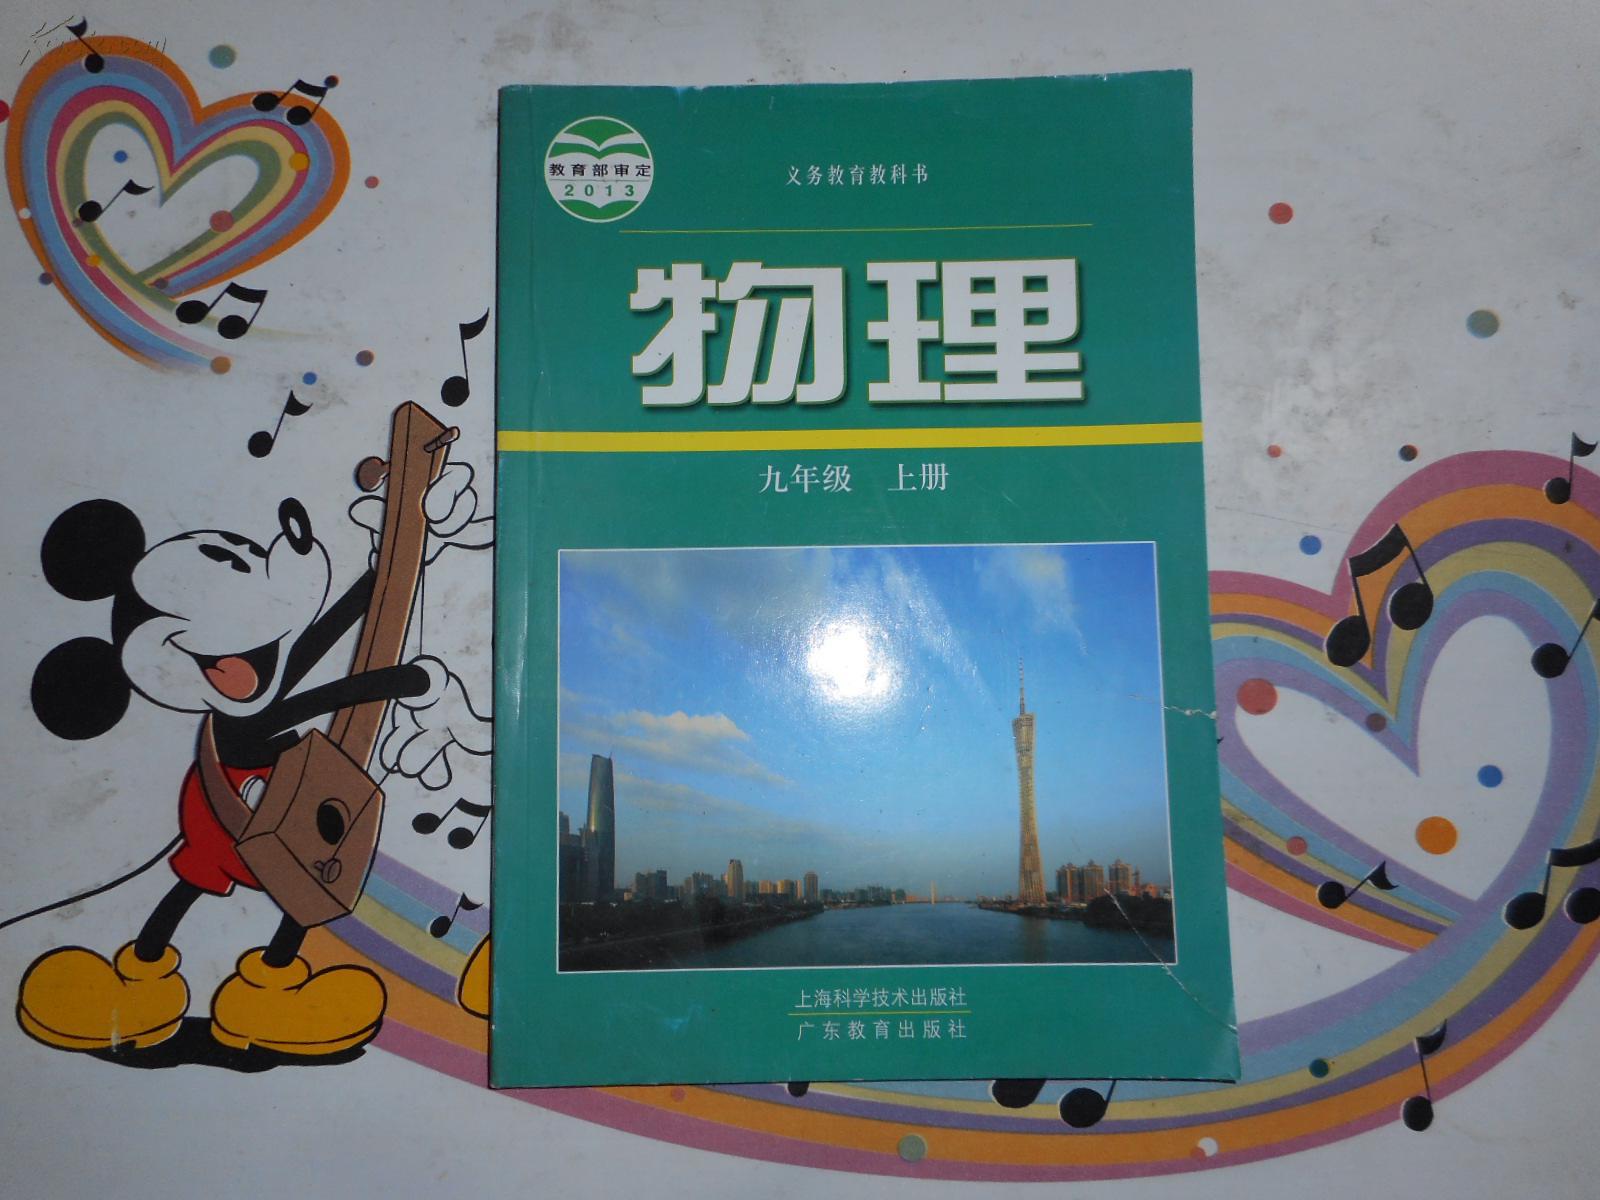 教育部审定
2013
义务教育教科书
物理
九年级 上册
上海科学技术出版社
广东教育出版社